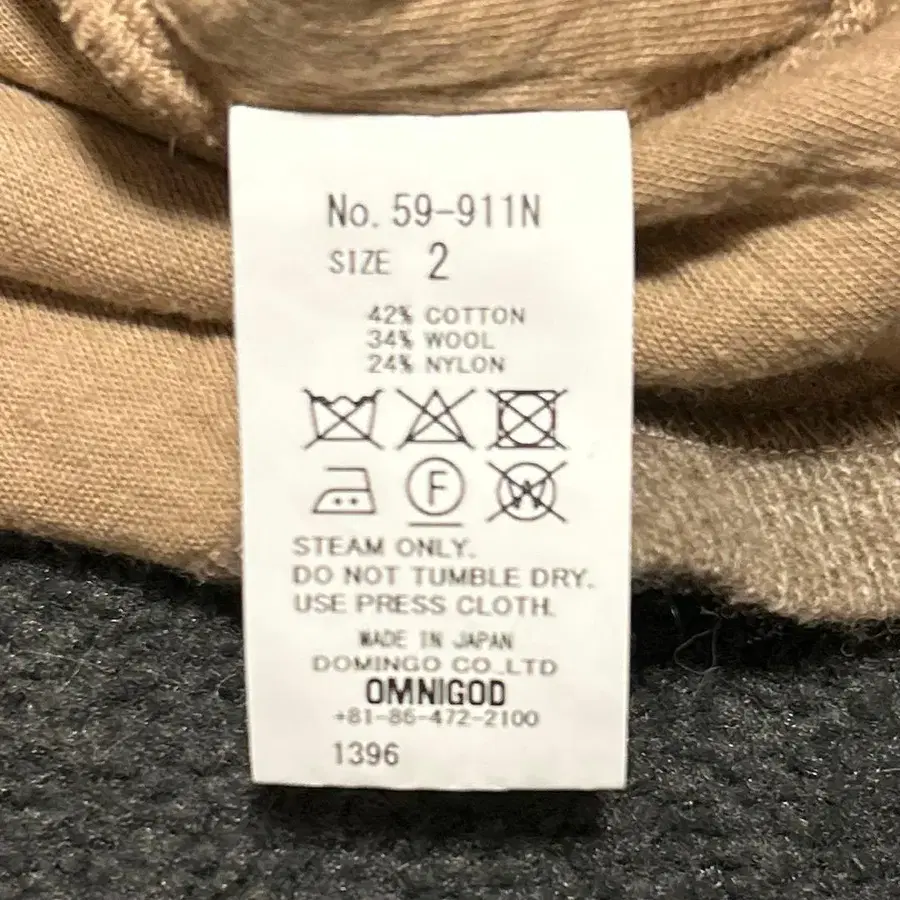 No. 59-911N
SIZE 2
42% COTTON
34% WOOL
24% NYLON
F
W
STEAM ONLY.
DO NOT TUMBLE DRY.
USE PRESS CLOTH.
MADE IN JAPAN
DOMINGO CO.,LTD
OMNIGOD
+81-86-472-2100
1396